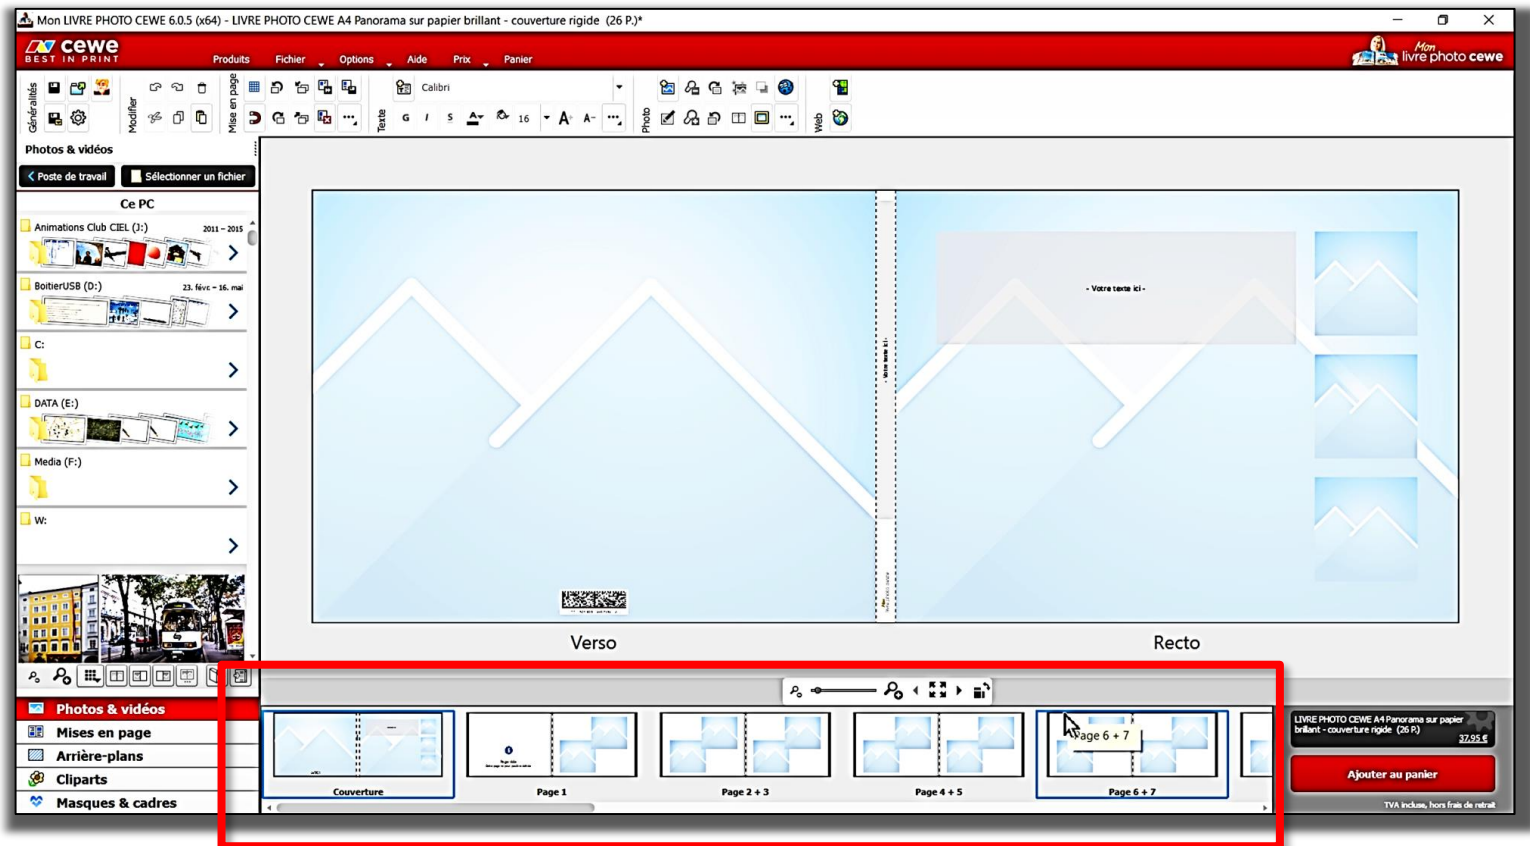 Mon LIVRE PHOTO CEWE 6.0.5 (x64) - LIVRE PHOTO CEWE A4 Panorama sur papier brillant - couverture rigide (26 P.)*
cewe
BEST IN PRINT
Produits Fichier Options Aide Prix Panier
Mon
livre photo cewe
Généralités
Modifier
Mise en page
Texte
Calibri
G I S 16 A+ A-
Photo
Web
Photos & vidéos
Poste de travail
Sélectionner un fichier
Ce PC
Animations Club CIEL (J:) 2011 – 2015
BoitierUSB (D:) 23. févr. – 16. mai
C:
DATA (E:)
Media (F:)
W:
- Votre texte ici -
- Votre texte ici -
Verso
Recto
Photos & vidéos
Mises en page
Arrière-plans
Cliparts
Masques & cadres
Page 6 + 7
Couverture
Page 1
Page 2 + 3
Page 4 + 5
Page 6 + 7
LIVRE PHOTO CEWE A4 Panorama sur papier
brillant - couverture rigide (26 P.)
37,95 €
Ajouter au panier
TVA incluse, hors frais de retrait